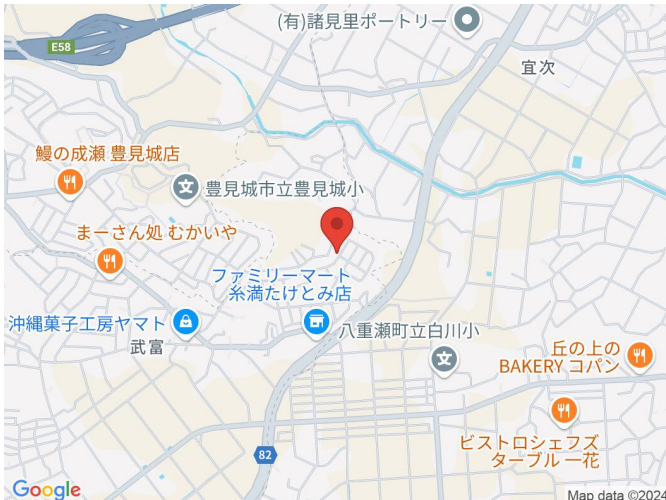 (有)諸見里ポートリー
E58
宜次
鰻の成瀬 豊見城店
豊見城市立豊見城小
まーさん処 むかいや
ファミリーマート
糸満たけとみ店
沖縄菓子工房ヤマト
武富
八重瀬町立白川小
丘の上の
BAKERY コパン
ビストロシェフズ
ターブル 一花
82
Google
Map data ©2024